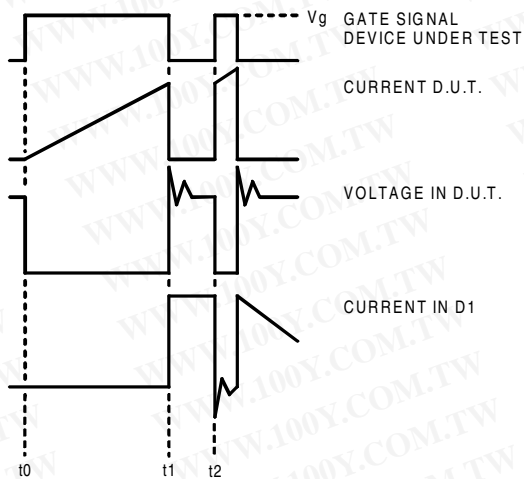 Vg GATE SIGNAL
DEVICE UNDER TEST
CURRENT D.U.T.
VOLTAGE IN D.U.T.
CURRENT IN D1
t0 t1 t2
WWW.100Y.COM.TW